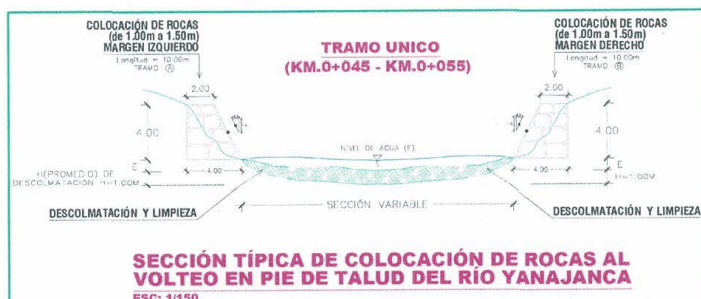 COLOCACIÓN DE ROCAS
(de 1.00m a 1.50m)
MARGEN IZQUIERDO
Longitud = 10.00m
TRAMO Ⓐ
TRAMO UNICO
(KM.0+045 - KM.0+055)
COLOCACIÓN DE ROCAS
(de 1.00m a 1.50m)
MARGEN DERECHO
Longitud = 10.00m
TRAMO Ⓑ
2.00
2.00
4.00
4.00
NIVEL DE AGUA (E)
E
E
H(PROMEDIO) DE
DESCOLMATACIÓN H=1.00M
4.00
4.00
H=1.00M
DESCOLMATACIÓN Y LIMPIEZA
SECCIÓN VARIABLE
DESCOLMATACIÓN Y LIMPIEZA
SECCIÓN TÍPICA DE COLOCACIÓN DE ROCAS AL
VOLTEO EN PIE DE TALUD DEL RÍO YANAJANCA
ESC: 1/150